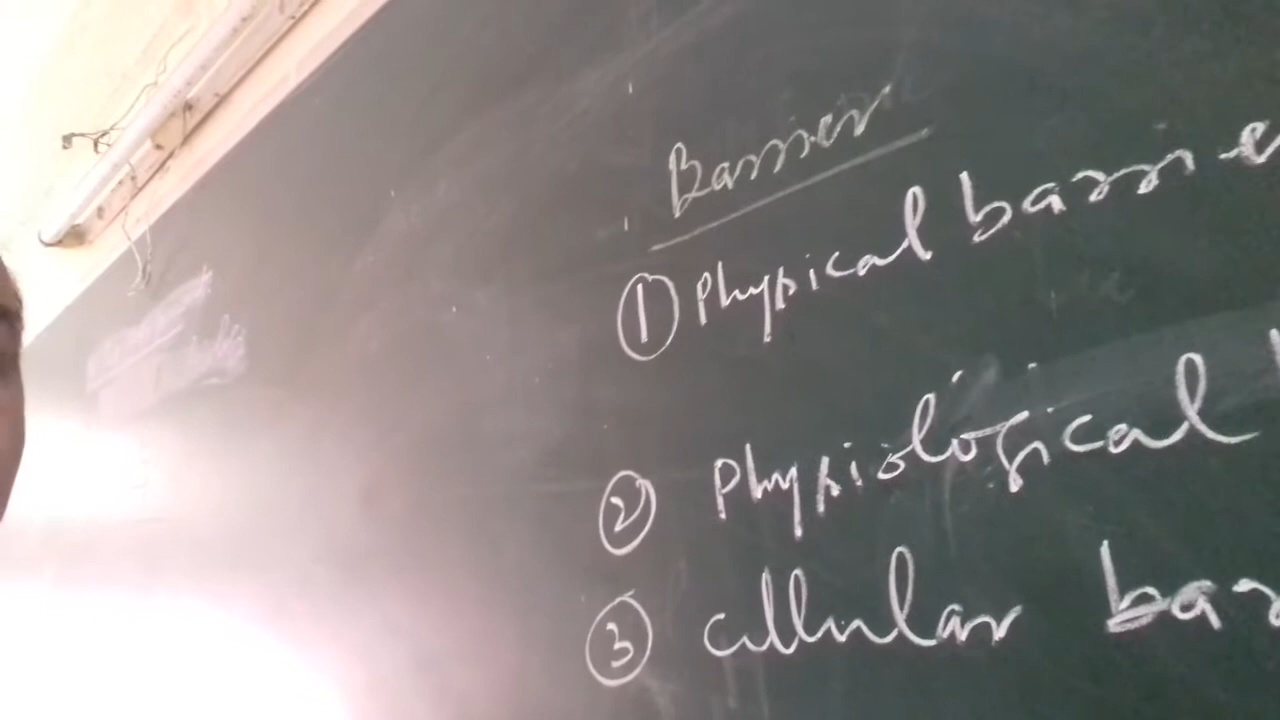 Barrier
① Physical barrie
② Physiological
③ cellular bar